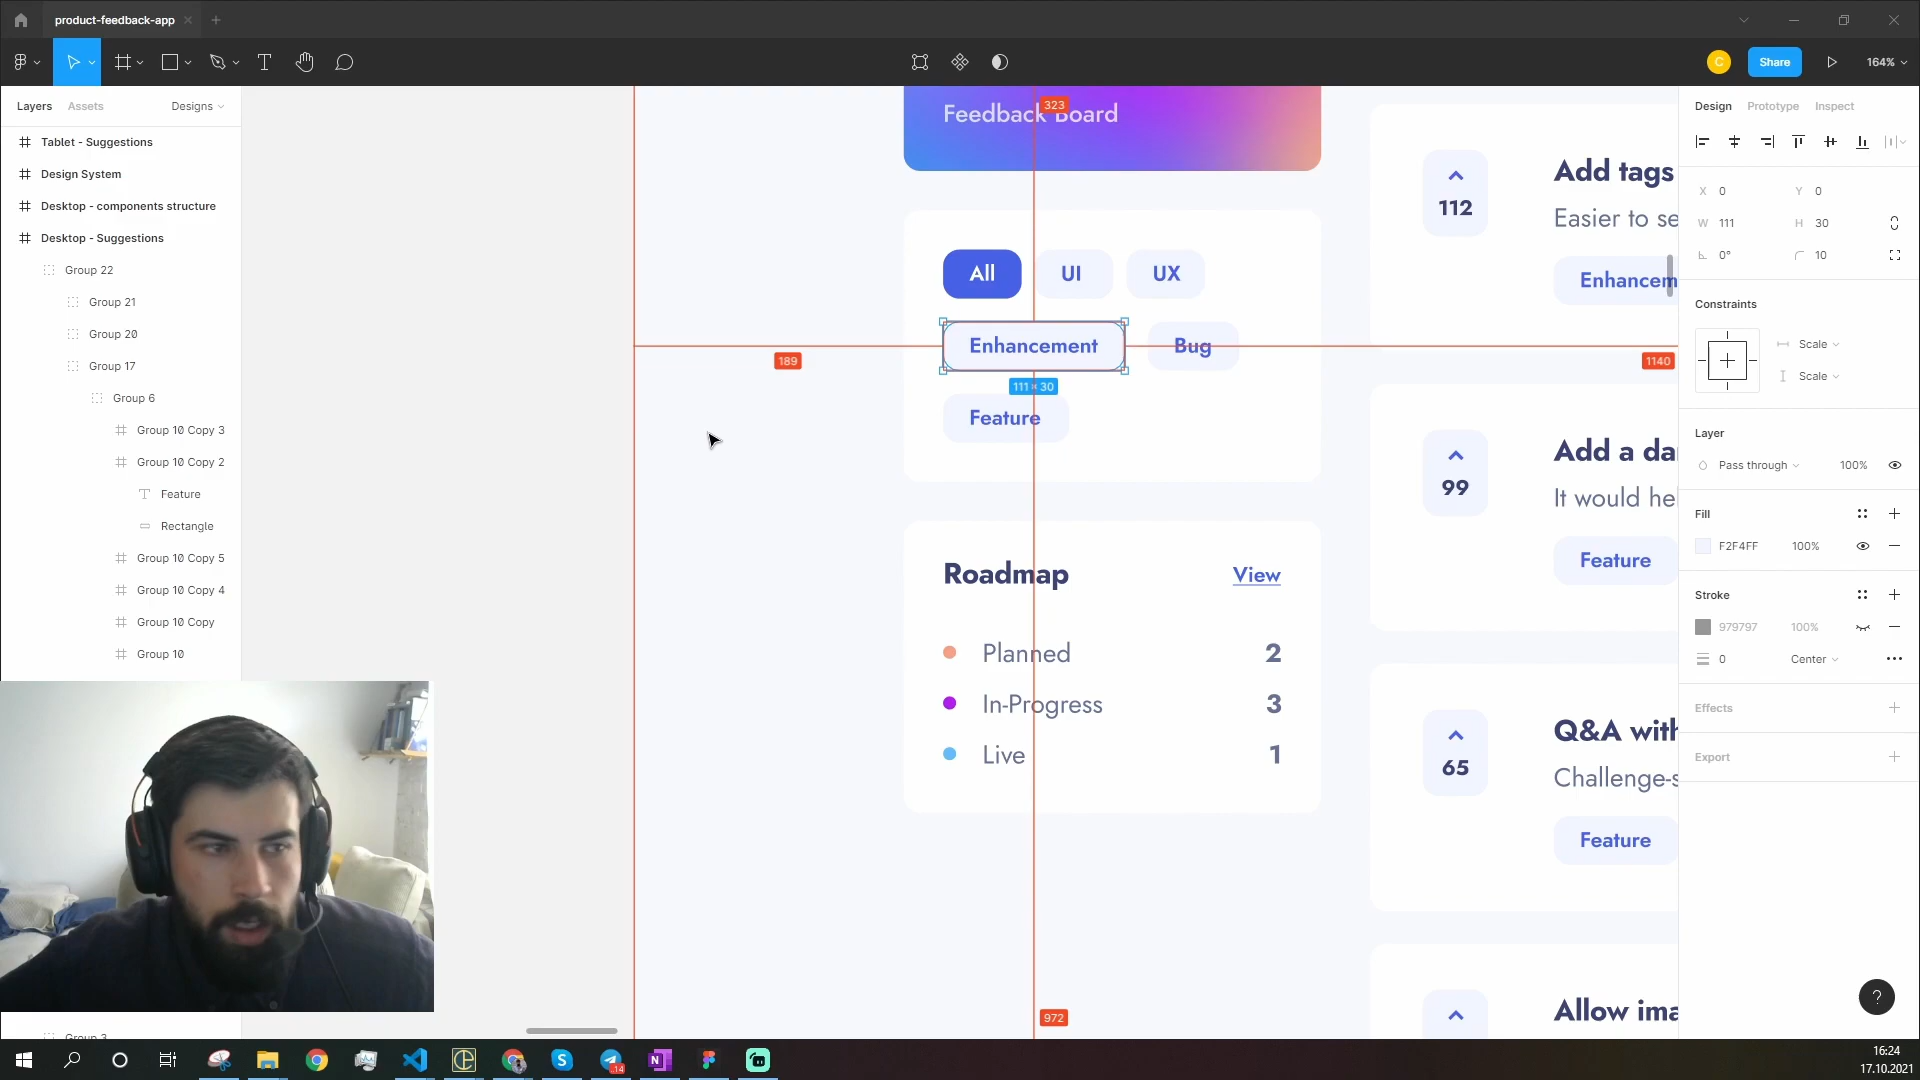 product-feedback-app
C
Share
164%
Layers
Assets
Designs
Tablet - Suggestions
Design System
Desktop - components structure
Desktop - Suggestions
Group 22
Group 21
Group 20
Group 17
Group 6
Group 10 Copy 3
Group 10 Copy 2
Feature
Rectangle
Group 10 Copy 5
Group 10 Copy 4
Group 10 Copy
Group 10
Group 3
Feedback Board
323
All
UI
UX
Enhancement
Bug
189
1140
111 × 30
Feature
Roadmap
View
Planned
2
In-Progress
3
Live
1
972
112
Add tags
Easier to se
Enhancem
99
Add a da
It would he
Feature
65
Q&A with
Challenge-s
Feature
Allow ima
Design
Prototype
Inspect
X 0
Y 0
W 111
H 30
0°
10
Constraints
Scale
Scale
Layer
Pass through
100%
Fill
F2F4FF
100%
Stroke
979797
100%
0
Center
Effects
Export
?
14
16:24
17.10.2021